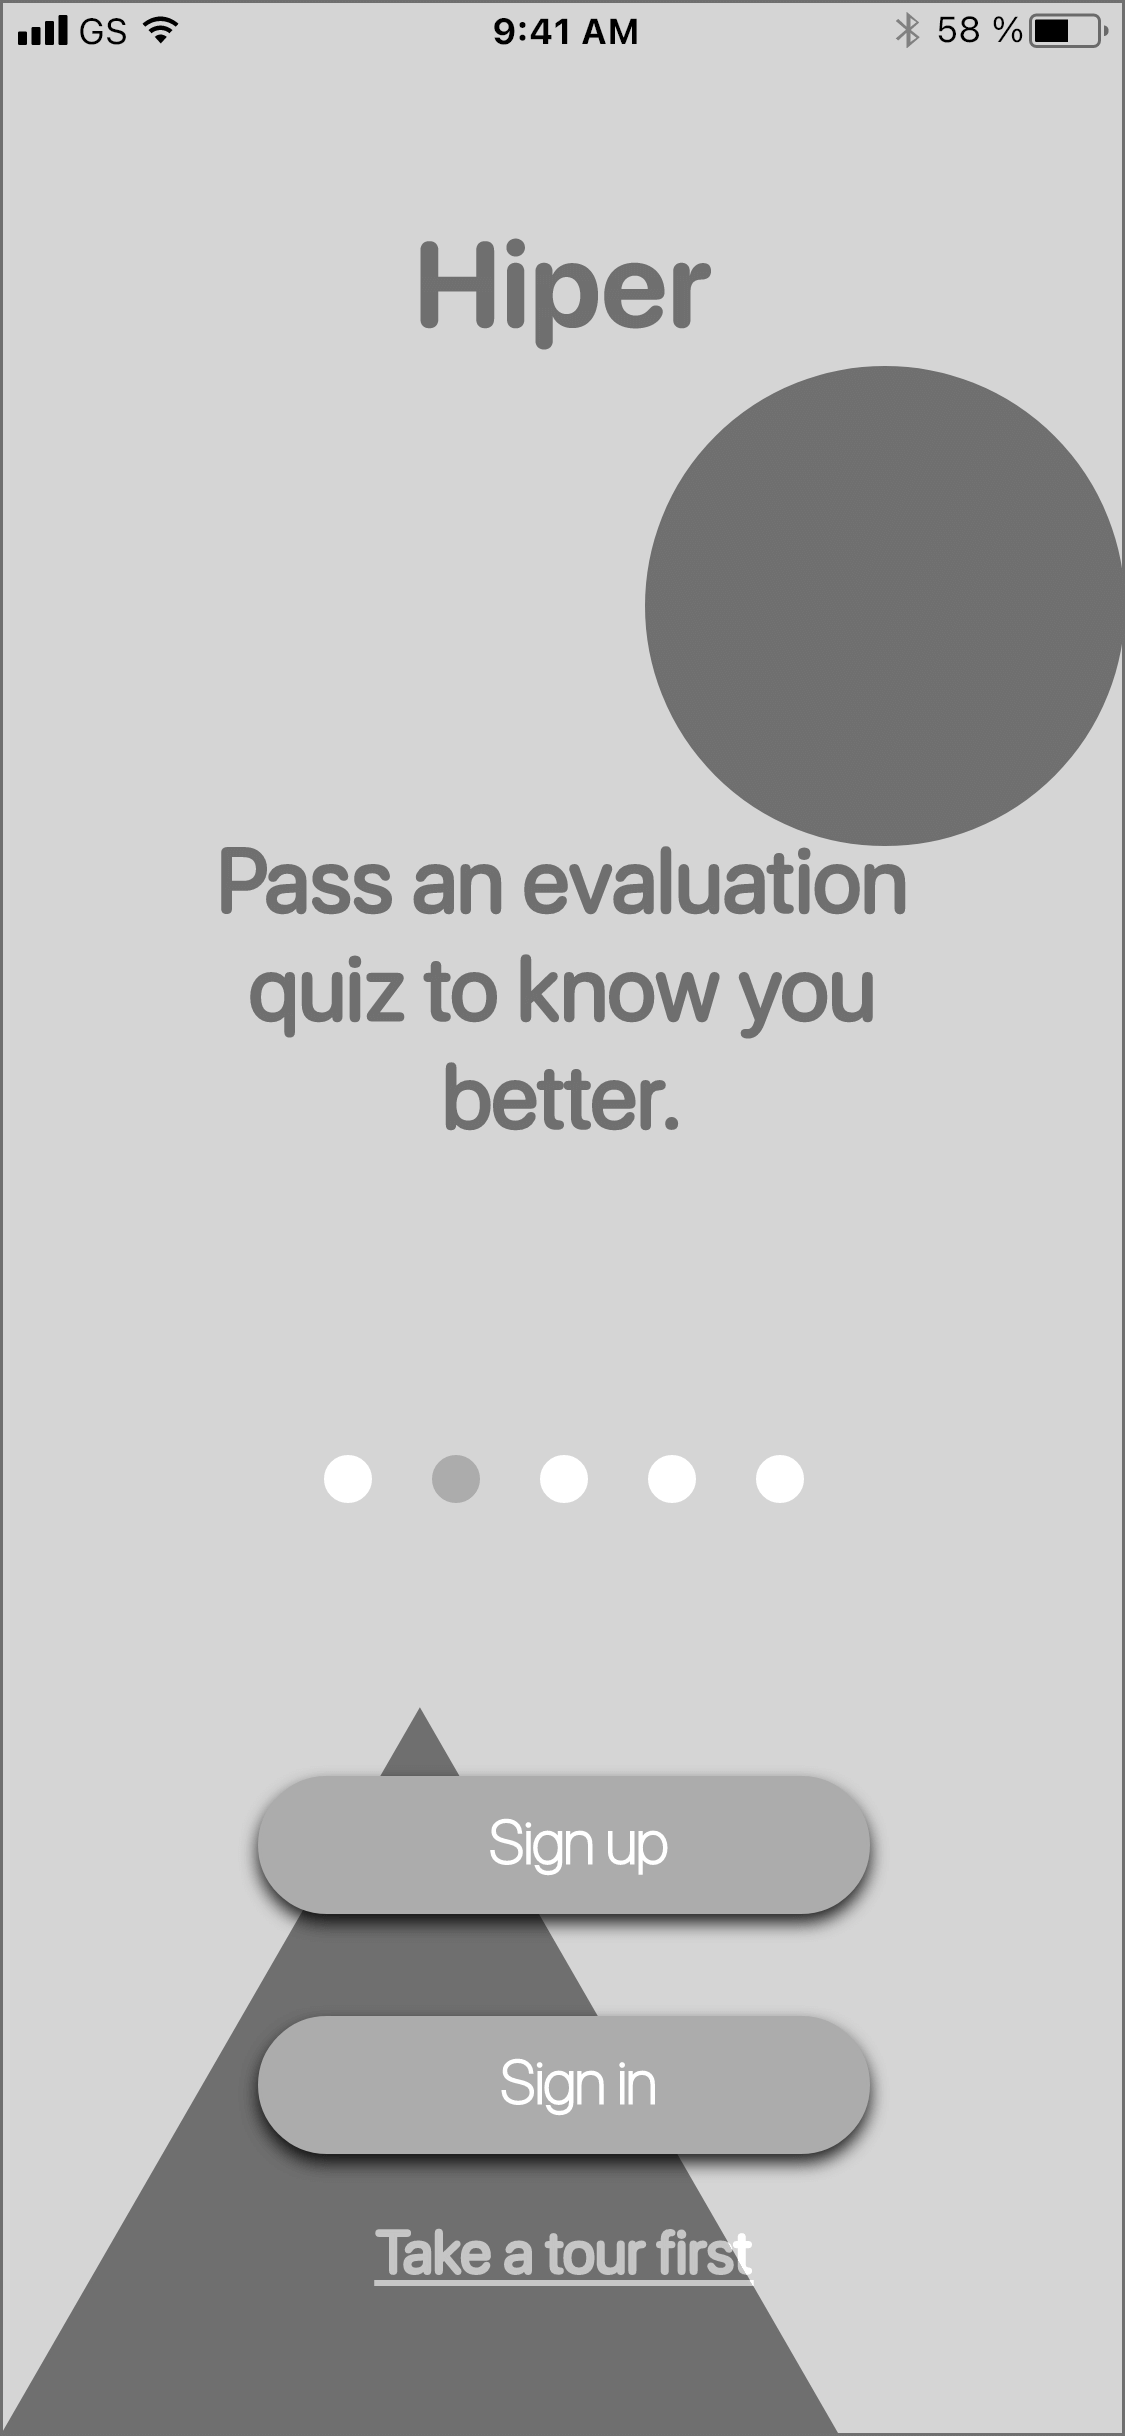 GS 9:41 AM 58 %
Hiper
Pass an evaluation
quiz to know you
better.
Sign up
Sign in
Take a tour first